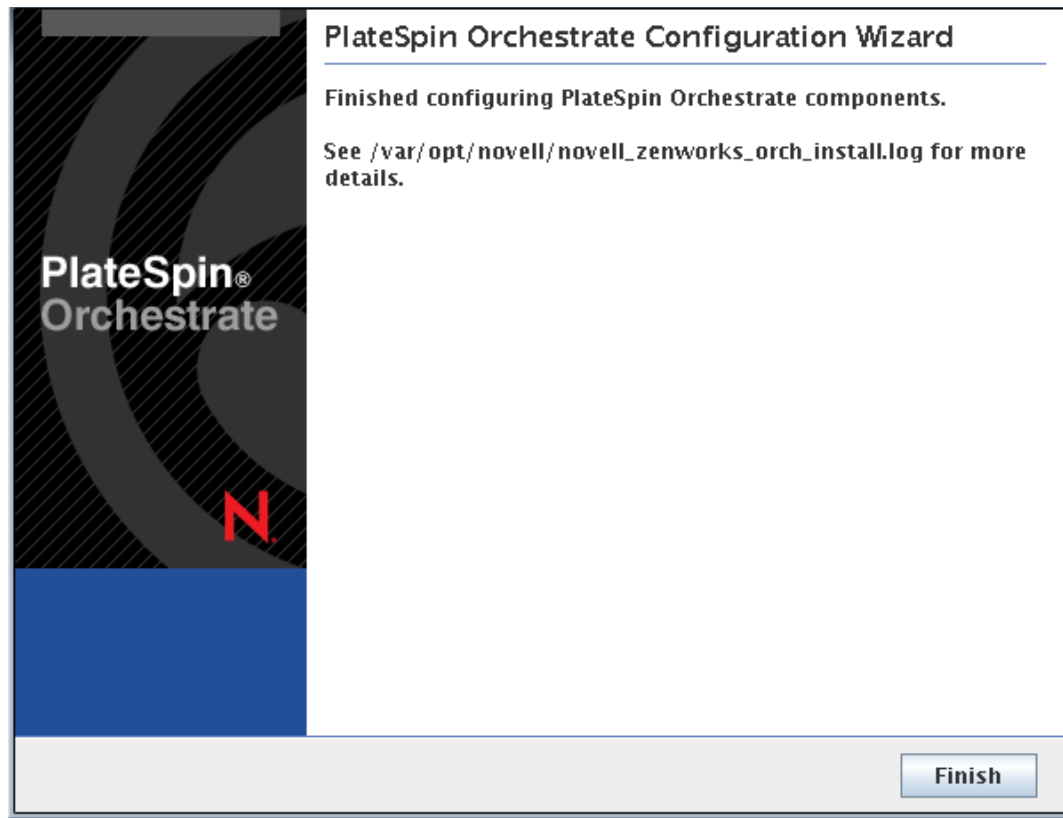 PlateSpin Orchestrate Configuration Wizard
Finished configuring PlateSpin Orchestrate components.
See /var/opt/novell/novell_zenworks_orch_install.log for more
details.
PlateSpin®
Orchestrate
N.
Finish